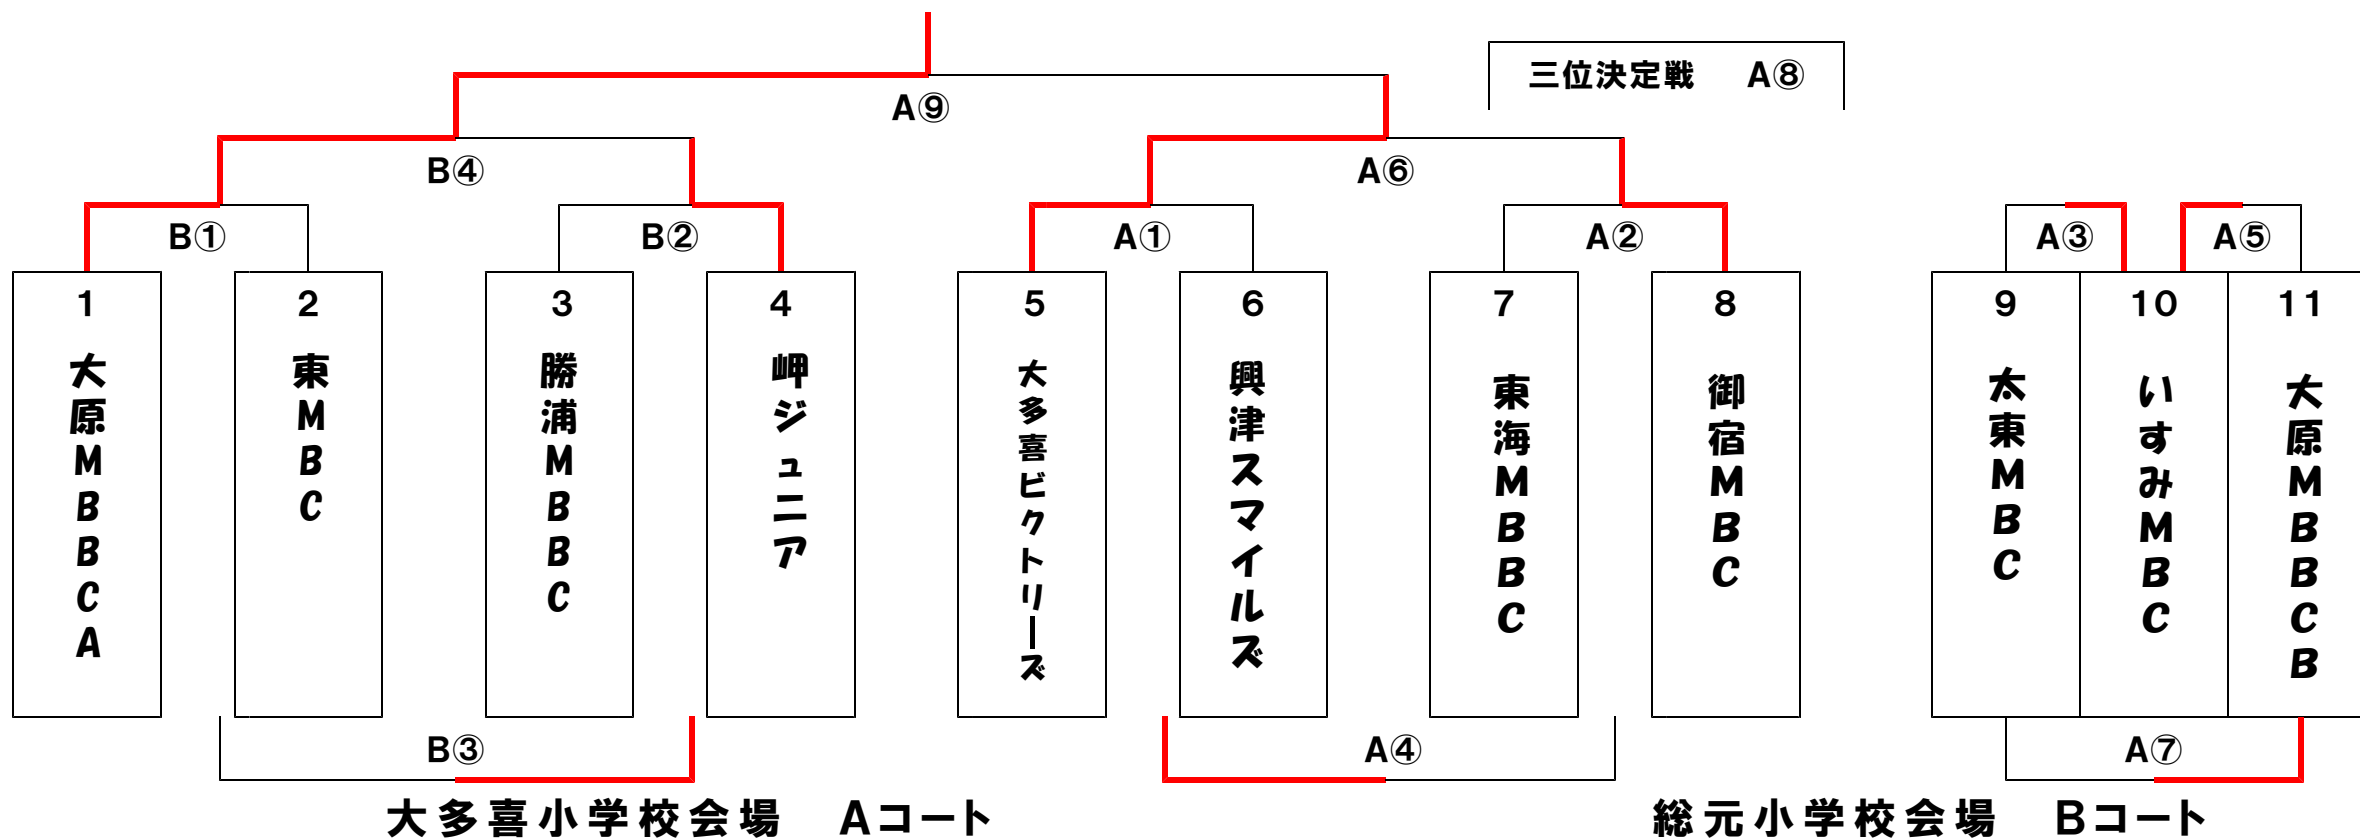 三位決定戦　A⑧
A⑨
B④
A⑥
B①
B②
A①
A②
A③
A⑤
1
大原MBBCA
2
東MBC
3
勝浦MBBC
4
岬ジュニア
5
大多喜ビクトリーズ
6
興津スマイルズ
7
東海MBBC
8
御宿MBC
9
太東MBC
10
いすみMBC
11
大原MBBCB
B③
A④
A⑦
大多喜小学校会場　Aコート
総元小学校会場　Bコート